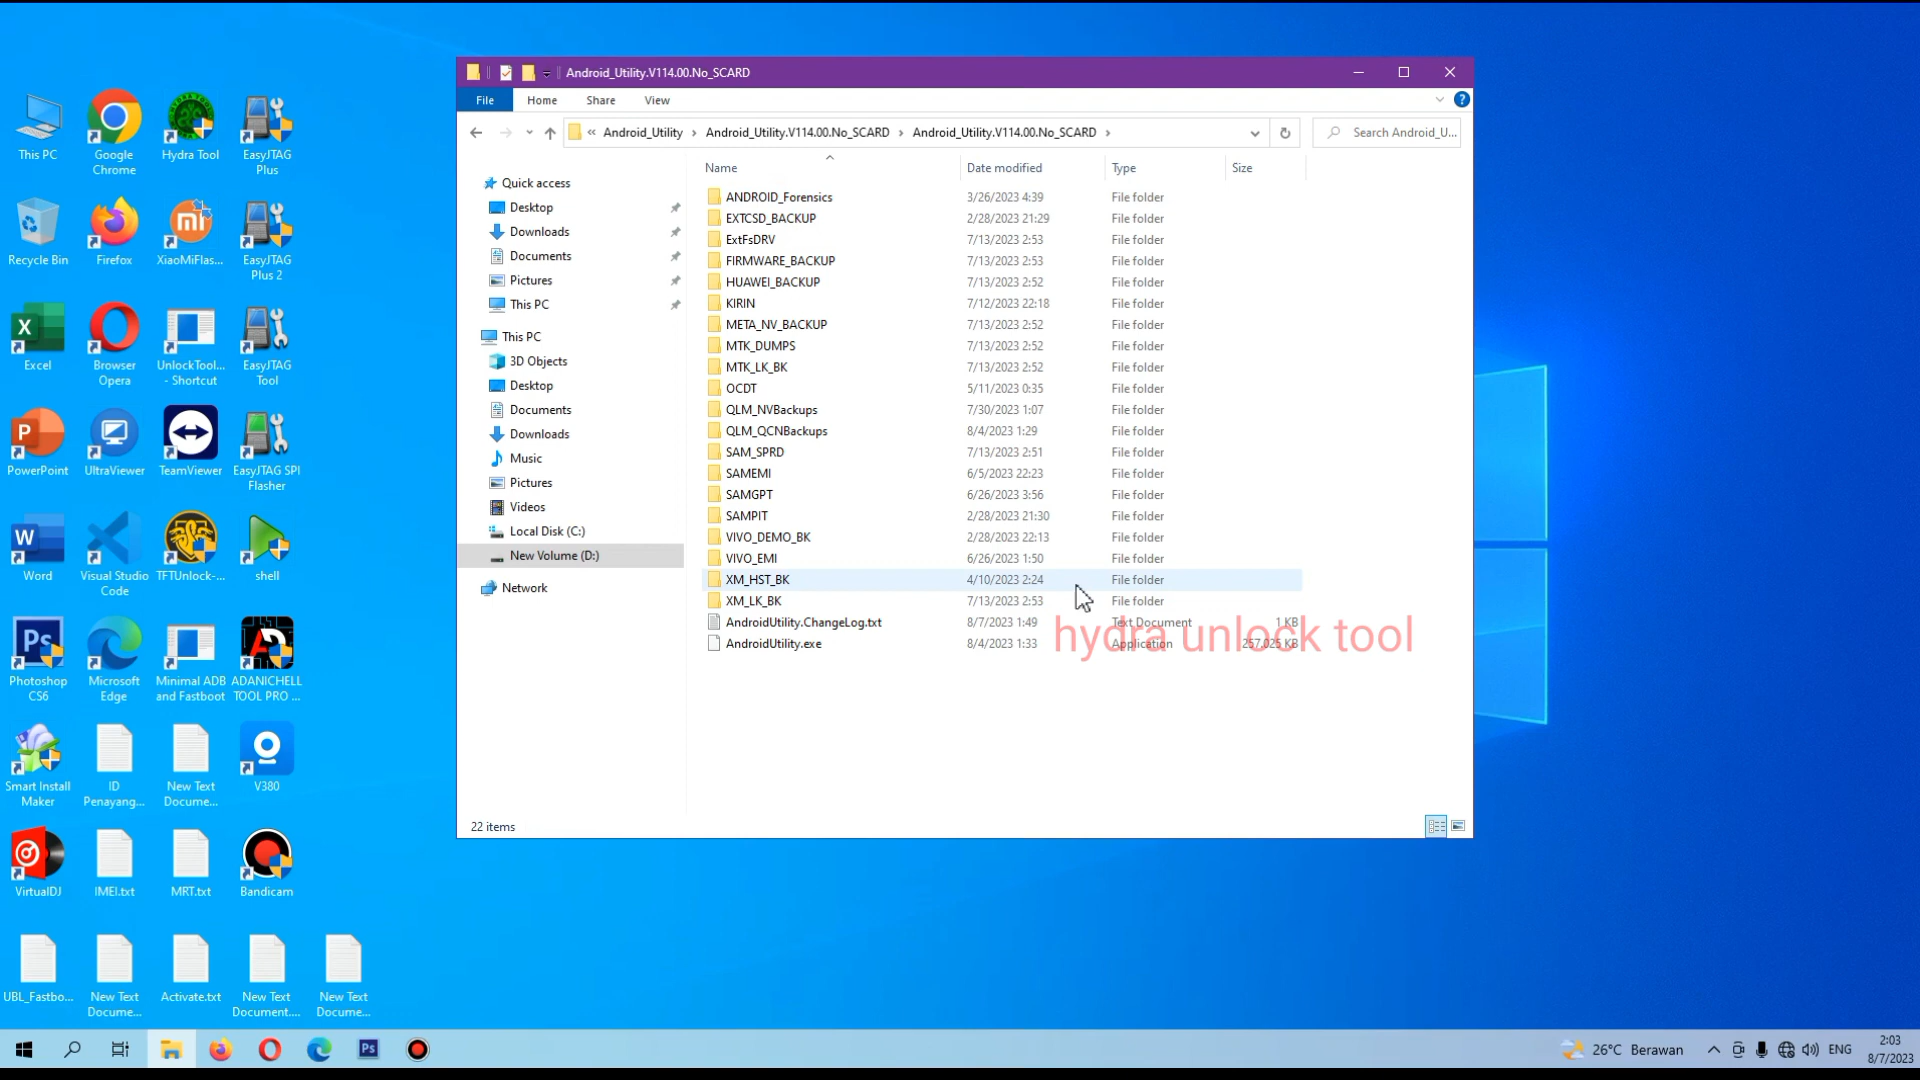 Android_Utility.V114.00.No_SCARD
File Home Share View
« Android_Utility › Android_Utility.V114.00.No_SCARD › Android_Utility.V114.00.No_SCARD ›
Search Android_U...
Quick access
Desktop
Downloads
Documents
Pictures
This PC
This PC
3D Objects
Desktop
Documents
Downloads
Music
Pictures
Videos
Local Disk (C:)
New Volume (D:)
Network
Name Date modified Type Size
ANDROID_Forensics 3/26/2023 4:39 File folder
EXTCSD_BACKUP 2/28/2023 21:29 File folder
ExtFsDRV 7/13/2023 2:53 File folder
FIRMWARE_BACKUP 7/13/2023 2:53 File folder
HUAWEI_BACKUP 7/13/2023 2:52 File folder
KIRIN 7/12/2023 22:18 File folder
META_NV_BACKUP 7/13/2023 2:52 File folder
MTK_DUMPS 7/13/2023 2:52 File folder
MTK_LK_BK 7/13/2023 2:52 File folder
OCDT 5/11/2023 0:35 File folder
QLM_NVBackups 7/30/2023 1:07 File folder
QLM_QCNBackups 8/4/2023 1:29 File folder
SAM_SPRD 7/13/2023 2:51 File folder
SAMEMI 6/5/2023 22:23 File folder
SAMGPT 6/26/2023 3:56 File folder
SAMPIT 2/28/2023 21:30 File folder
VIVO_DEMO_BK 2/28/2023 22:13 File folder
VIVO_EMI 6/26/2023 1:50 File folder
XM_HST_BK 4/10/2023 2:24 File folder
XM_LK_BK 7/13/2023 2:53 File folder
AndroidUtility.ChangeLog.txt 8/7/2023 1:49 Text Document 1 KB
AndroidUtility.exe 8/4/2023 1:33 Application 257.025 KB
hydra unlock tool
22 items
This PC
Google Chrome
Hydra Tool
EasyJTAG Plus
Recycle Bin
Firefox
XiaoMiFlas...
EasyJTAG Plus 2
Excel
Browser Opera
UnlockTool... - Shortcut
EasyJTAG Tool
PowerPoint
UltraViewer
TeamViewer
EasyJTAG SPI Flasher
Word
Visual Studio Code
TFTUnlock-...
shell
Photoshop CS6
Microsoft Edge
Minimal ADB and Fastboot
ADANICHELL TOOL PRO ...
Smart Install Maker
ID Penayang...
New Text Docume...
V380
VirtualDJ
IMEI.txt
MRT.txt
Bandicam
UBL_Fastbo...
New Text Docume...
Activate.txt
New Text Document....
New Text Docume...
26°C Berawan
ENG
2:03
8/7/2023